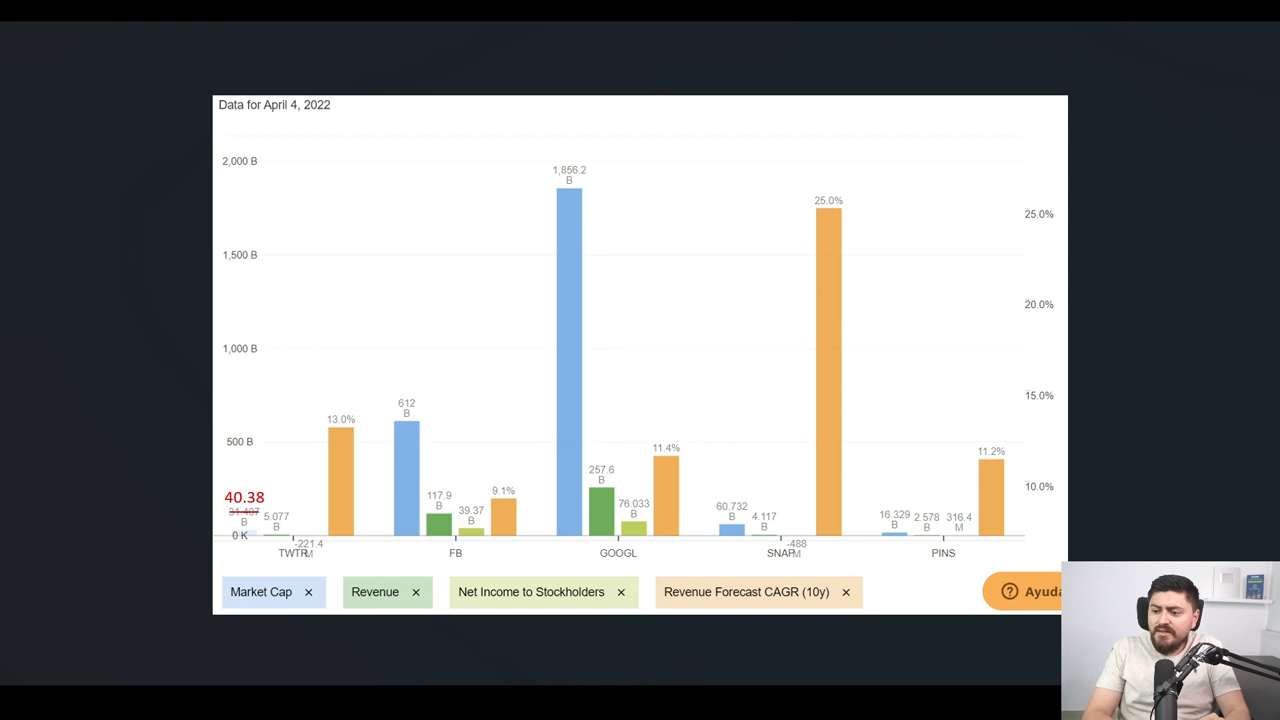 Data for April 4, 2022
2,000 B
1,856.2
B
25.0%
25.0%
1,500 B
20.0%
1,000 B
612
B
13.0%
15.0%
500 B
11.4%
11.2%
257.6
B
117.9
B
39.37
B
9.1%
76.033
B
60.732
B
4.117
B
10.0%
40.38
31.407
B
5.077
B
16.329
B
2.578
B
316.4
M
0 K
-221.4
M
-488
M
TWTR
FB
GOOGL
SNAP
PINS
Market Cap ×
Revenue ×
Net Income to Stockholders ×
Revenue Forecast CAGR (10y) ×
? Ayuda